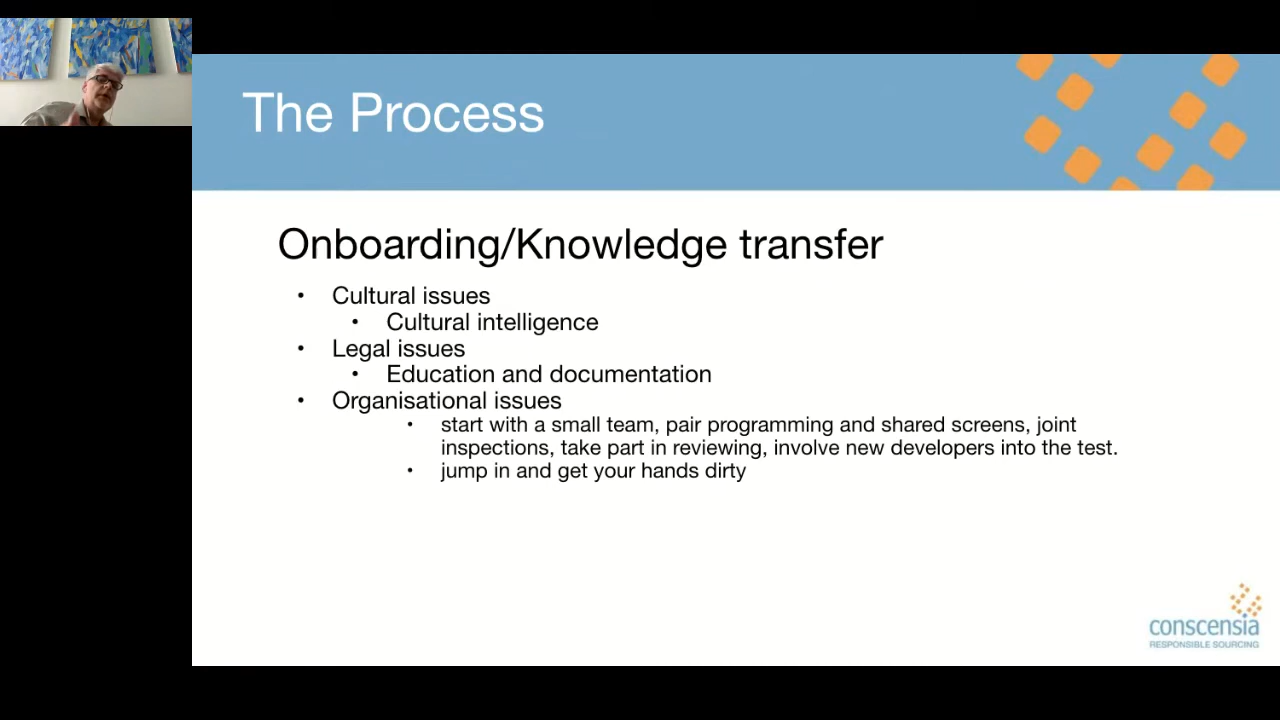 The Process
Onboarding/Knowledge transfer
• Cultural issues
• Cultural intelligence
• Legal issues
• Education and documentation
• Organisational issues
• start with a small team, pair programming and shared screens, joint
inspections, take part in reviewing, involve new developers into the test.
• jump in and get your hands dirty
conscensia
RESPONSIBLE SOURCING